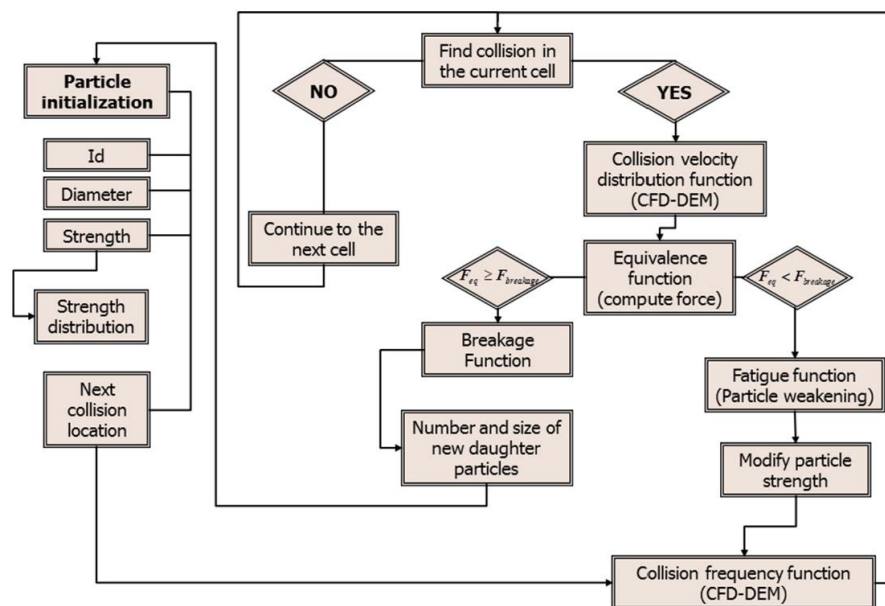 Particle
initialization
Id
Diameter
Strength
Strength
distribution
Next
collision
location
Find collision in
the current cell
NO
YES
Continue to the
next cell
Collision velocity
distribution function
(CFD-DEM)
Equivalence
function
(compute force)
F_eq ≥ F_breakage
F_eq < F_breakage
Breakage
Function
Number and size of
new daughter
particles
Fatigue function
(Particle weakening)
Modify particle
strength
Collision frequency function
(CFD-DEM)